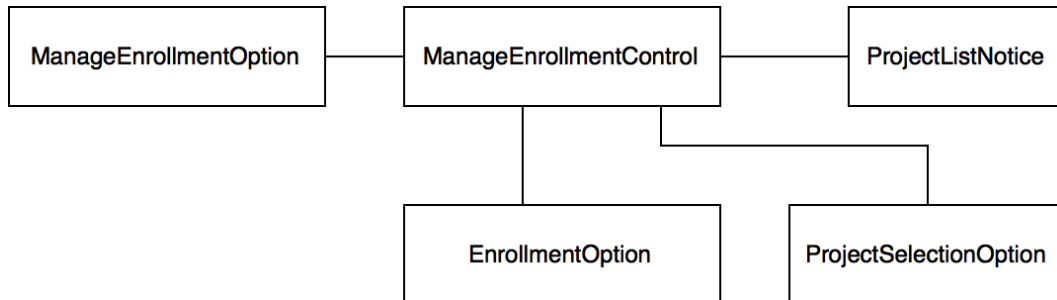 ManageEnrollmentOption
ManageEnrollmentControl
ProjectListNotice
EnrollmentOption
ProjectSelectionOption